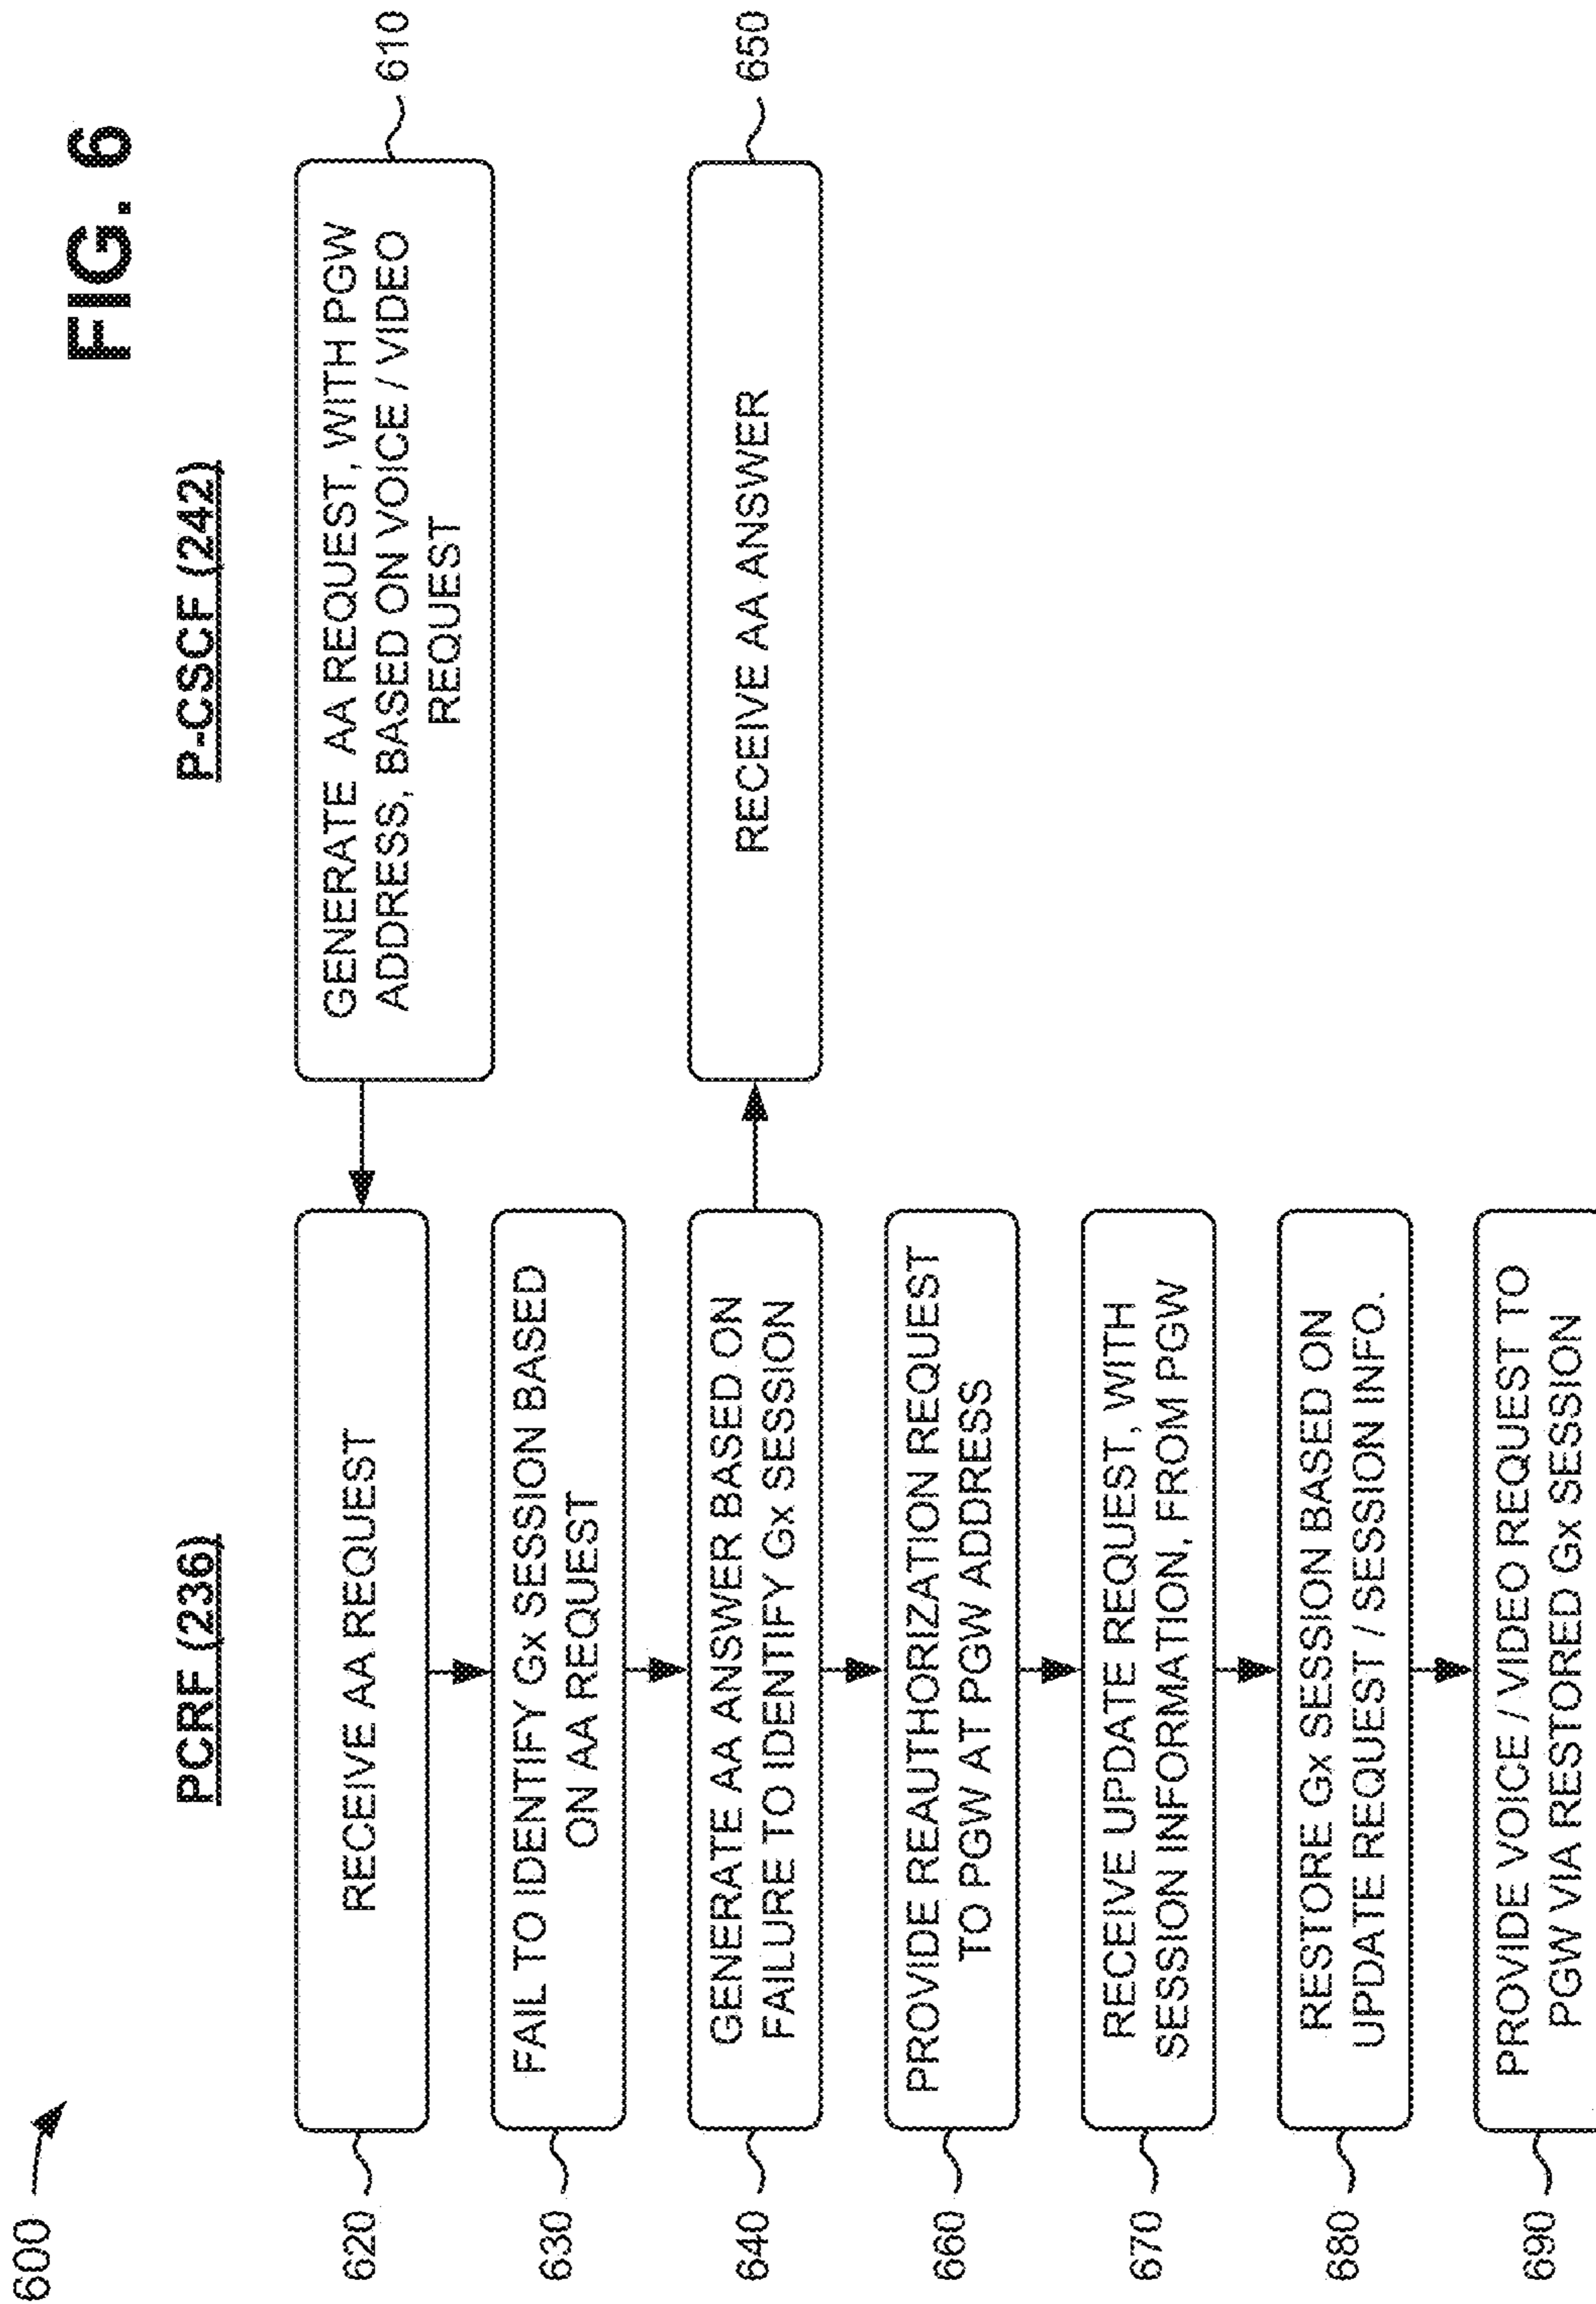 FIG. 6
600
PCRF (236)
P-CSCF (242)
GENERATE AA REQUEST, WITH PGW
ADDRESS, BASED ON VOICE / VIDEO
REQUEST
610
620
RECEIVE AA REQUEST
630
FAIL TO IDENTIFY Gx SESSION BASED
ON AA REQUEST
640
GENERATE AA ANSWER BASED ON
FAILURE TO IDENTIFY Gx SESSION
RECEIVE AA ANSWER
650
660
PROVIDE REAUTHORIZATION REQUEST
TO PGW AT PGW ADDRESS
670
RECEIVE UPDATE REQUEST, WITH
SESSION INFORMATION, FROM PGW
680
RESTORE Gx SESSION BASED ON
UPDATE REQUEST / SESSION INFO.
690
PROVIDE VOICE / VIDEO REQUEST TO
PGW VIA RESTORED Gx SESSION